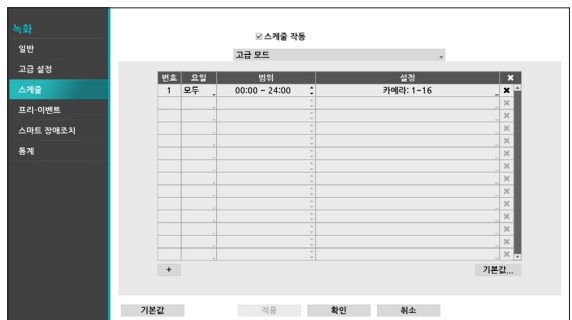 녹화
일반
고급 설정
스케줄
프리-이벤트
스마트 장애조치
통계
스케줄 작동
고급 모드
번호 요일 범위 설정
1 모두 00:00 ~ 24:00 카메라: 1~16
+ 기본값...
기본값 적용 확인 취소